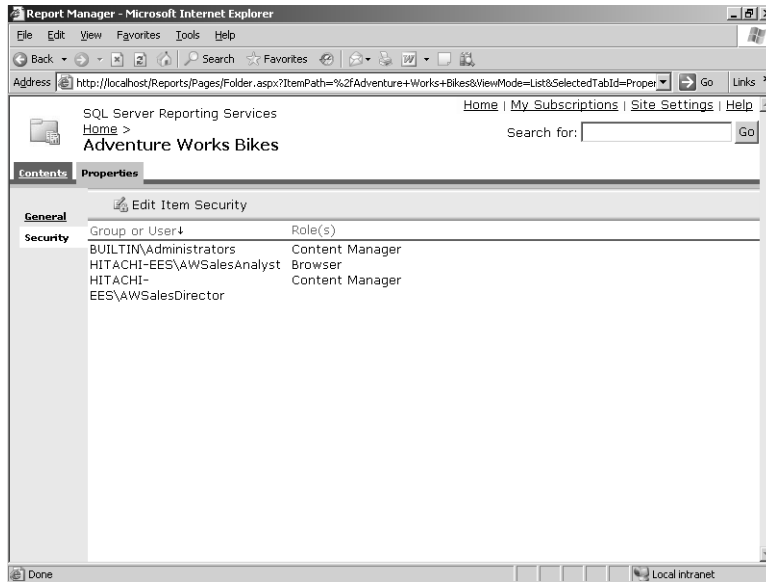 Report Manager - Microsoft Internet Explorer
File Edit View Favorites Tools Help
Back Search Favorites
Address http://localhost/Reports/Pages/Folder.aspx?ItemPath=%2fAdventure+Works+Bikes&ViewMode=List&SelectedTabId=Proper Go Links
SQL Server Reporting Services
Home | My Subscriptions | Site Settings | Help
Home >
Adventure Works Bikes
Search for: Go
Contents Properties
General
Security
Edit Item Security
Group or User↓ Role(s)
BUILTIN\Administrators Content Manager
HITACHI-EES\AWSalesAnalyst Browser
HITACHI- Content Manager
EES\AWSalesDirector
Done Local intranet